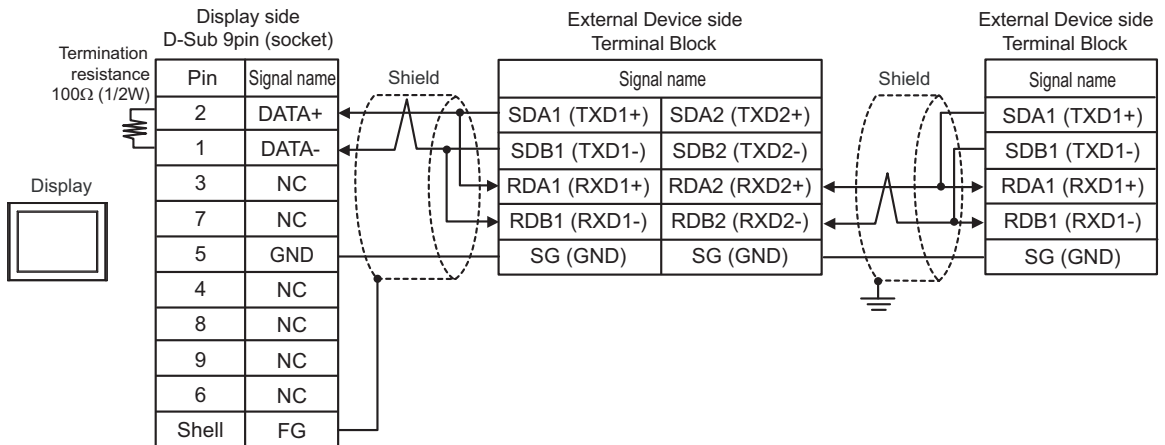 Display side
D-Sub 9pin (socket)
Termination
resistance
100Ω (1/2W)
Display
Pin Signal name
2 DATA+
1 DATA-
3 NC
7 NC
5 GND
4 NC
8 NC
9 NC
6 NC
Shell FG
Shield
External Device side
Terminal Block
Signal name
SDA1 (TXD1+) SDA2 (TXD2+)
SDB1 (TXD1-) SDB2 (TXD2-)
RDA1 (RXD1+) RDA2 (RXD2+)
RDB1 (RXD1-) RDB2 (RXD2-)
SG (GND) SG (GND)
Shield
External Device side
Terminal Block
Signal name
SDA1 (TXD1+)
SDB1 (TXD1-)
RDA1 (RXD1+)
RDB1 (RXD1-)
SG (GND)